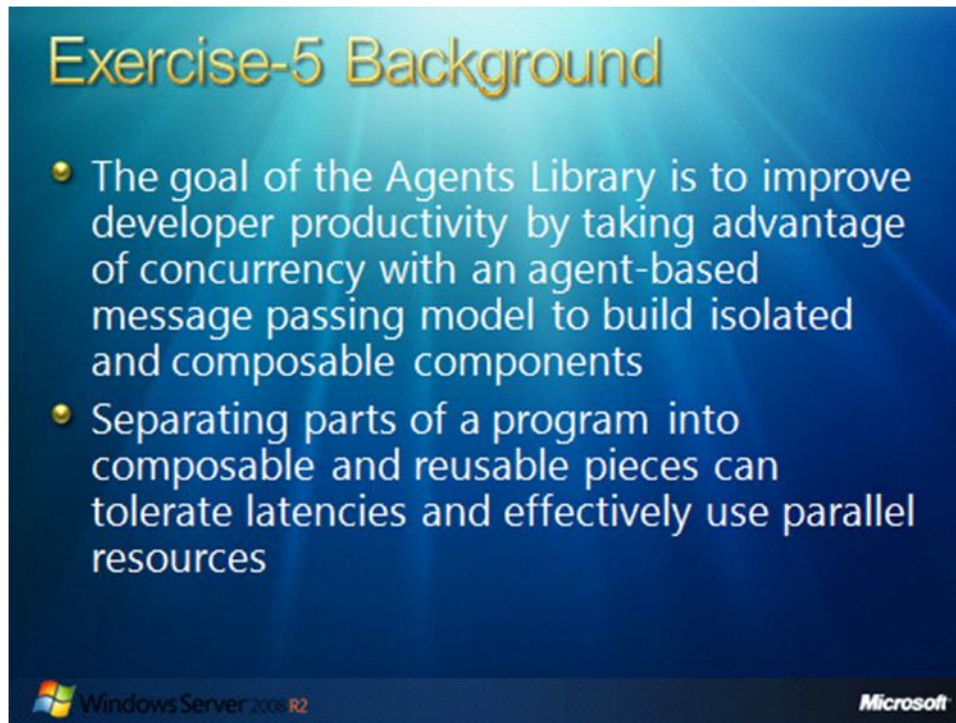 Exercise-5 Background
The goal of the Agents Library is to improve
developer productivity by taking advantage
of concurrency with an agent-based
message passing model to build isolated
and composable components
Separating parts of a program into
composable and reusable pieces can
tolerate latencies and effectively use parallel
resources
Windows Server 2008 R2
Microsoft